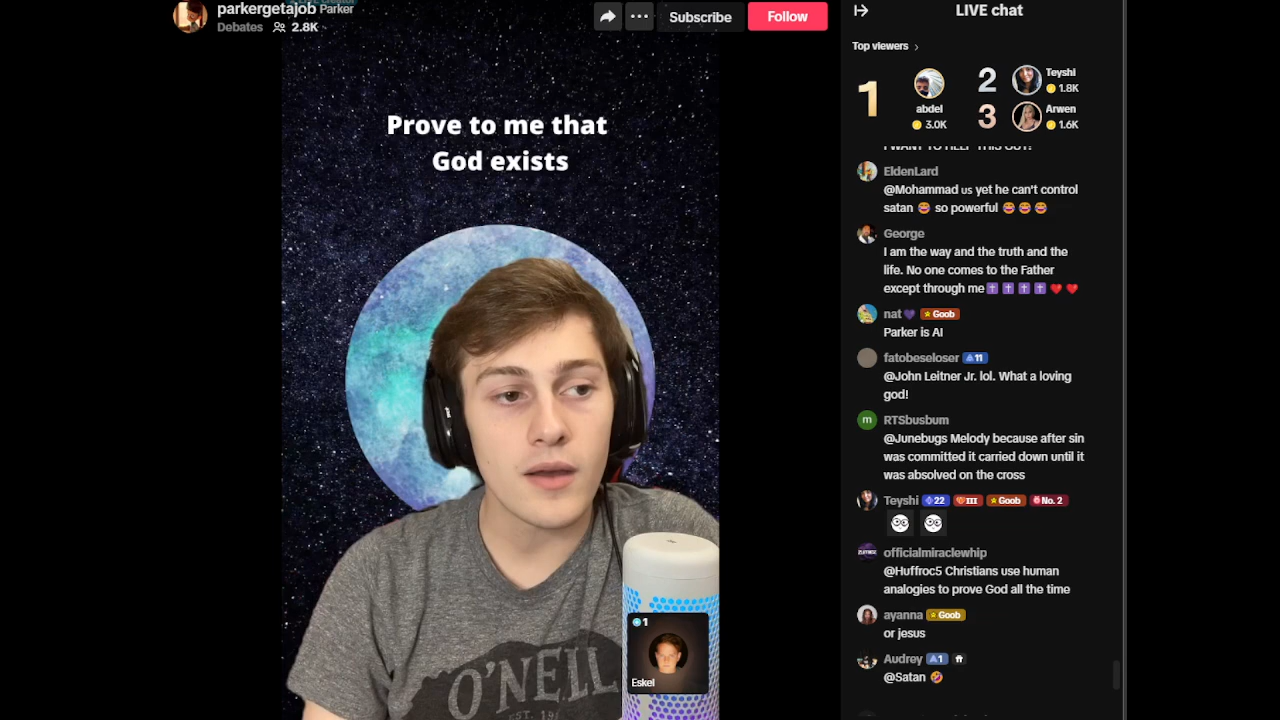 parkergetajob Parker
Debates 2.8K
Subscribe
Follow
LIVE chat
Top viewers >
1
abdel
3.0K
2
Teyshi
1.8K
3
Arwen
1.6K
Prove to me that
God exists
O'NEILL
Eskel
1
I WANT TO HELP THIS GUY!
EldenLard
@Mohammad us yet he can't control
satan 😂 so powerful 😂 😂 😂
George
I am the way and the truth and the
life. No one comes to the Father
except through me✝️✝️✝️✝️❤️❤️
nat💜 Goob
Parker is AI
fatobeseloser 11
@John Leitner Jr. lol. What a loving
god!
m
RTSbusbum
@Junebugs Melody because after sin
was committed it carried down until it
was absolved on the cross
Teyshi 22 III Goob No. 2
officialmiraclewhip
@Huffroc5 Christians use human
analogies to prove God all the time
ayanna Goob
or jesus
Audrey 1
@Satan 🤣